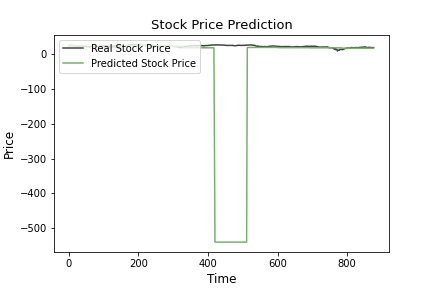 Stock Price Prediction
Real Stock Price
Predicted Stock Price
0
−100
−200
−300
−400
−500
Price
0 200 400 600 800
Time